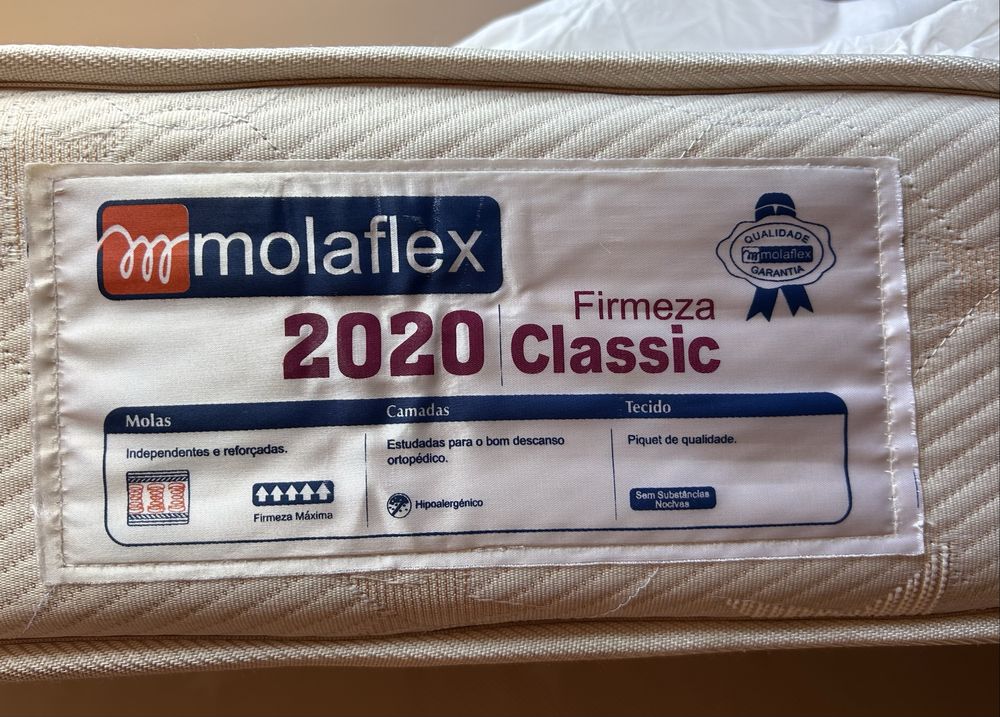 molaflex
QUALIDADE
molaflex
GARANTIA
Firmeza
2020 Classic
Molas
Independentes e reforçadas.
Firmeza Máxima
Camadas
Estudadas para o bom descanso
ortopédico.
Hipoalergénico
Tecido
Piquet de qualidade.
Sem Substâncias
Nocivas